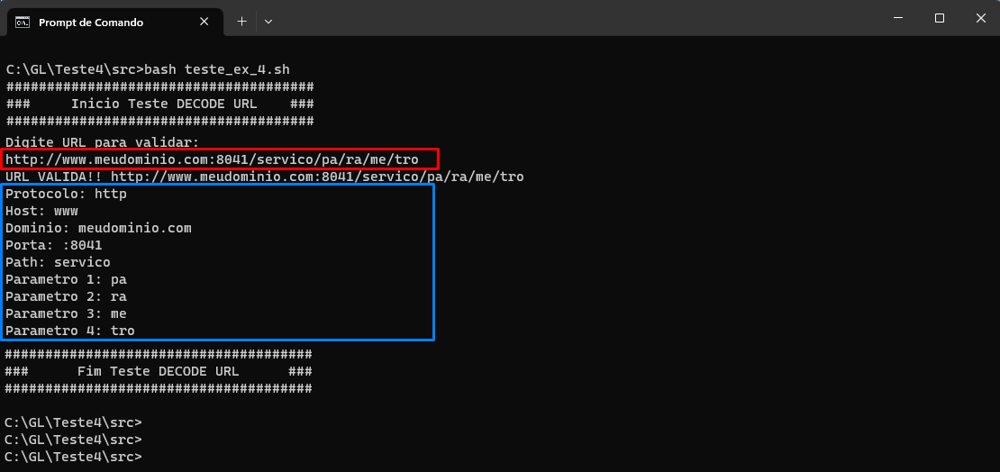 Prompt de Comando
C:\GL\Teste4\src>bash teste_ex_4.sh
######################################
###     Inicio Teste DECODE URL    ###
######################################
Digite URL para validar:
http://www.meudominio.com:8041/servico/pa/ra/me/tro
URL VALIDA!! http://www.meudominio.com:8041/servico/pa/ra/me/tro
Protocolo: http
Host: www
Dominio: meudominio.com
Porta: :8041
Path: servico
Parametro 1: pa
Parametro 2: ra
Parametro 3: me
Parametro 4: tro
######################################
###      Fim Teste DECODE URL      ###
######################################
C:\GL\Teste4\src>
C:\GL\Teste4\src>
C:\GL\Teste4\src>